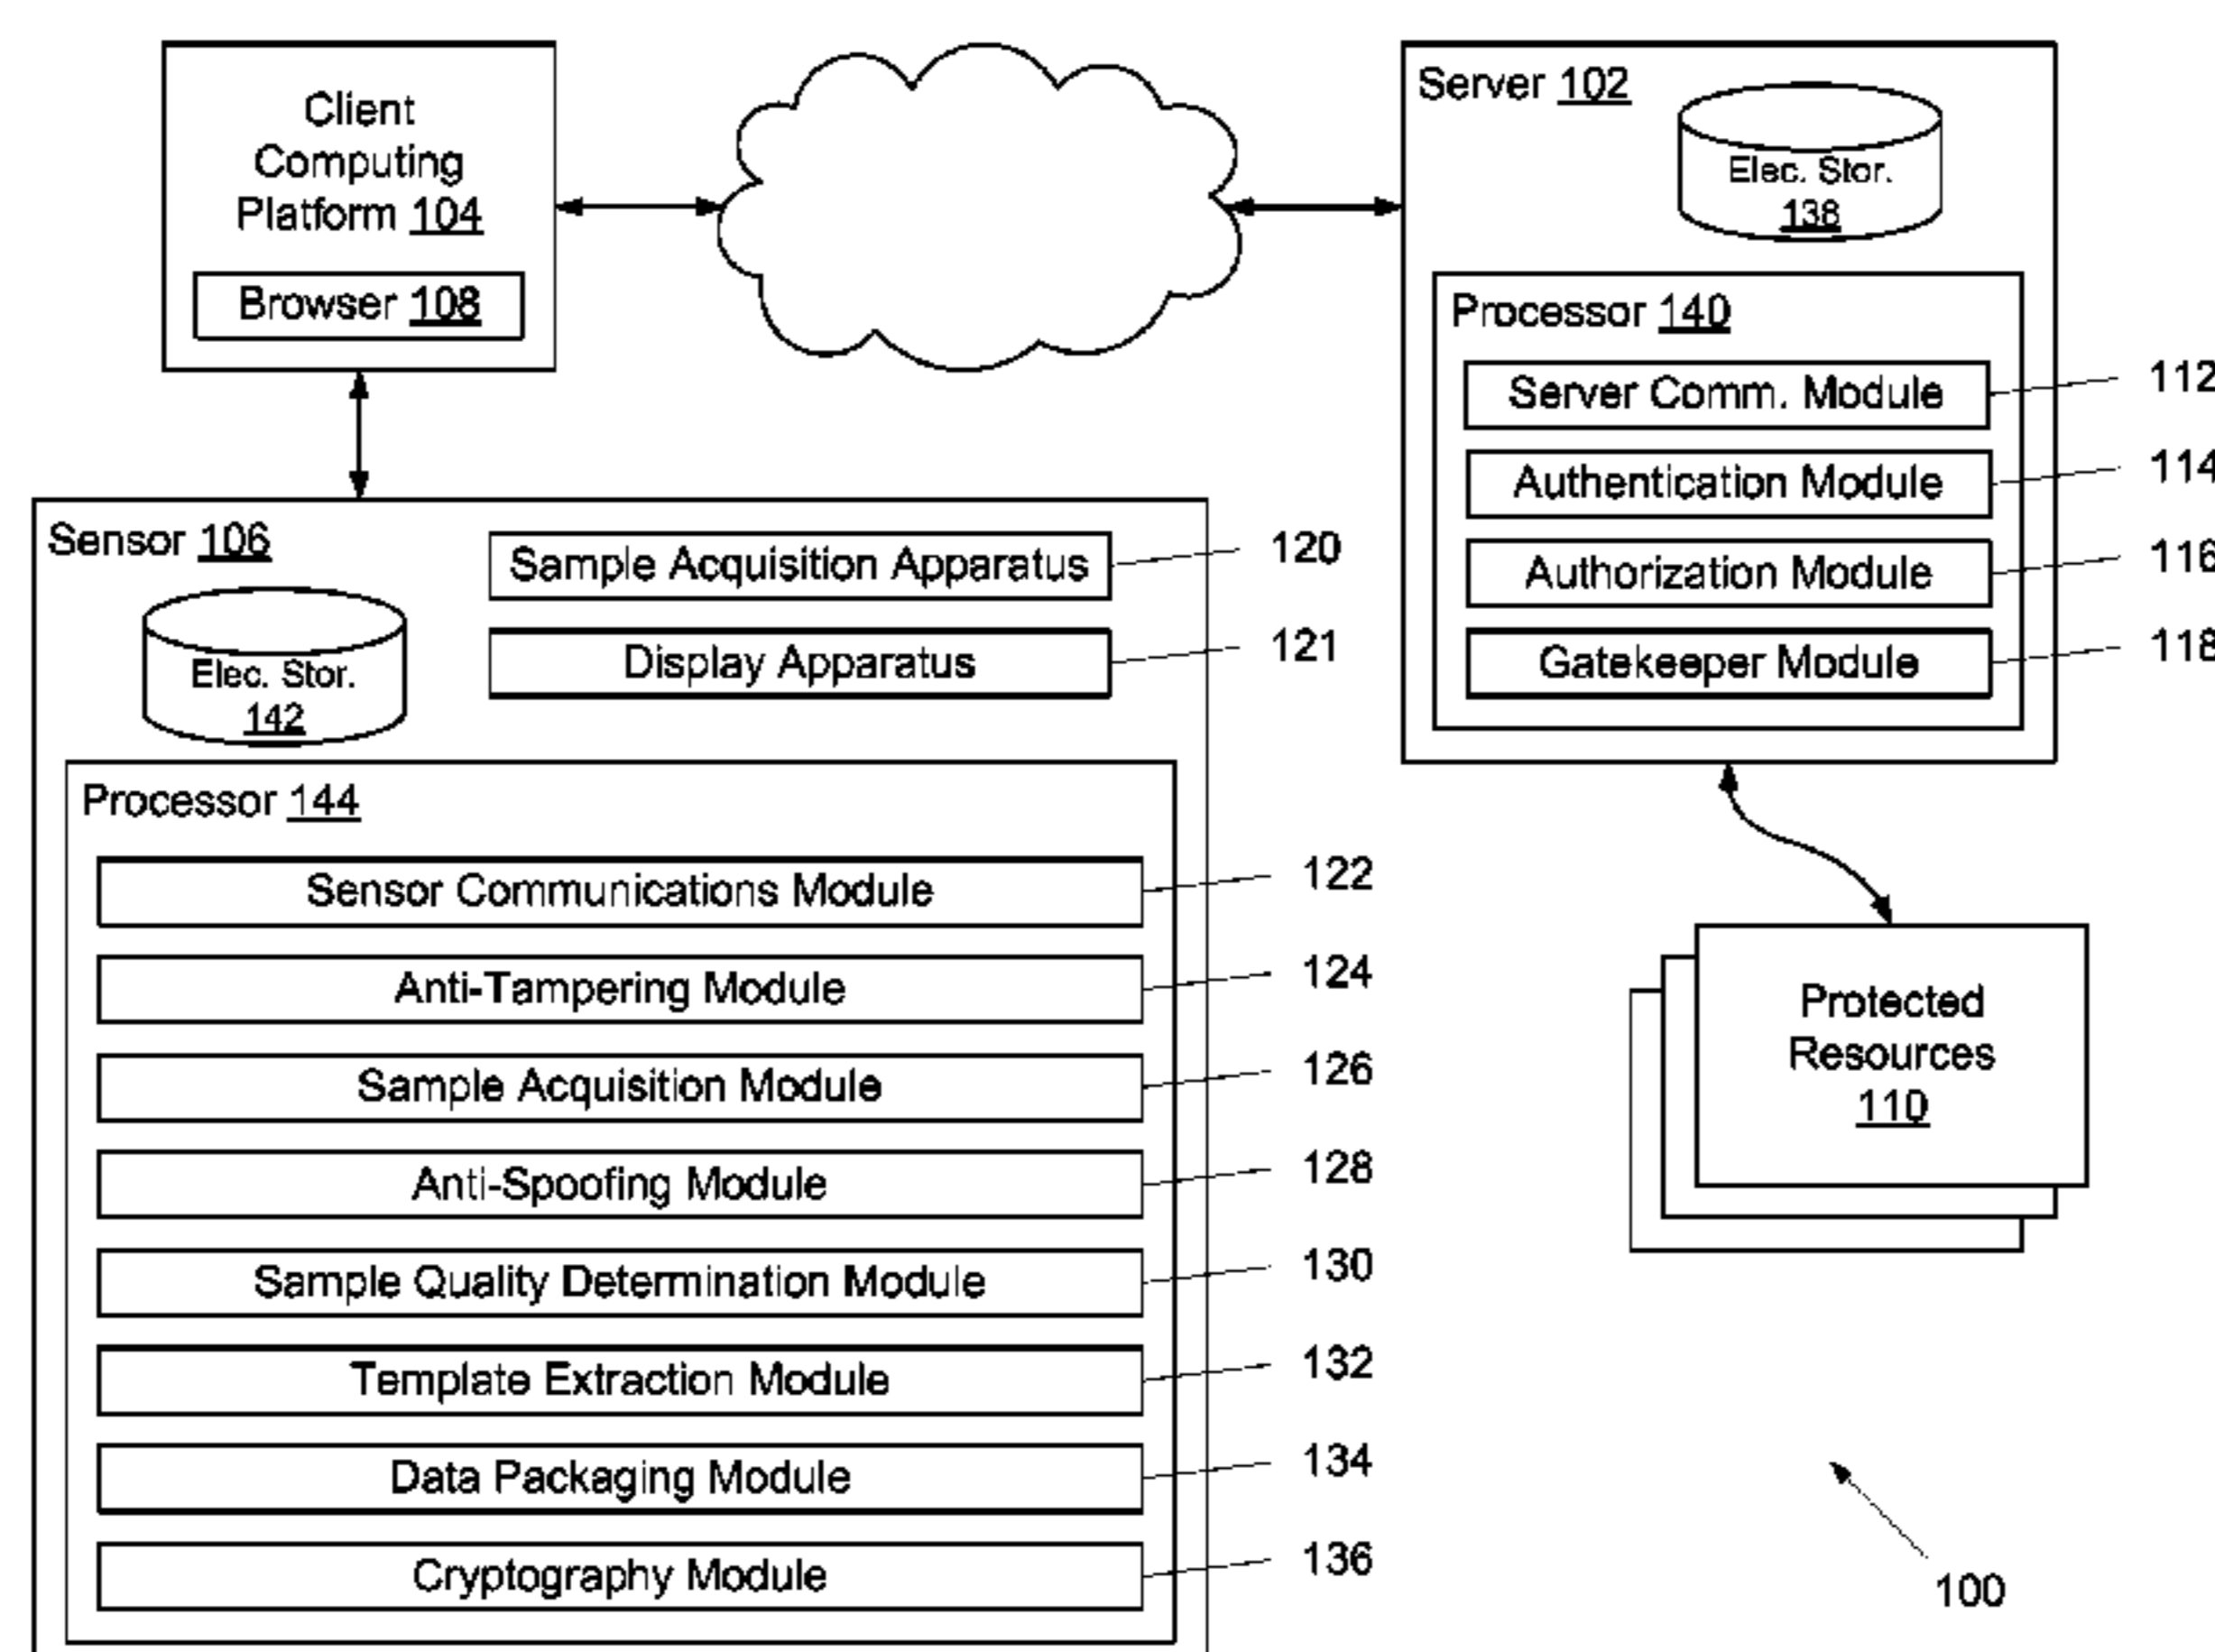 Client
Computing
Platform 104
Browser 108
Server 102
Elec. Stor.
138
Processor 140
Server Comm. Module
112
Authentication Module
114
Authorization Module
116
Gatekeeper Module
118
Sensor 106
Sample Acquisition Apparatus
120
Display Apparatus
121
Elec. Stor.
142
Processor 144
Sensor Communications Module
122
Anti-Tampering Module
124
Sample Acquisition Module
126
Anti-Spoofing Module
128
Sample Quality Determination Module
130
Template Extraction Module
132
Data Packaging Module
134
Cryptography Module
136
Protected
Resources
110
100